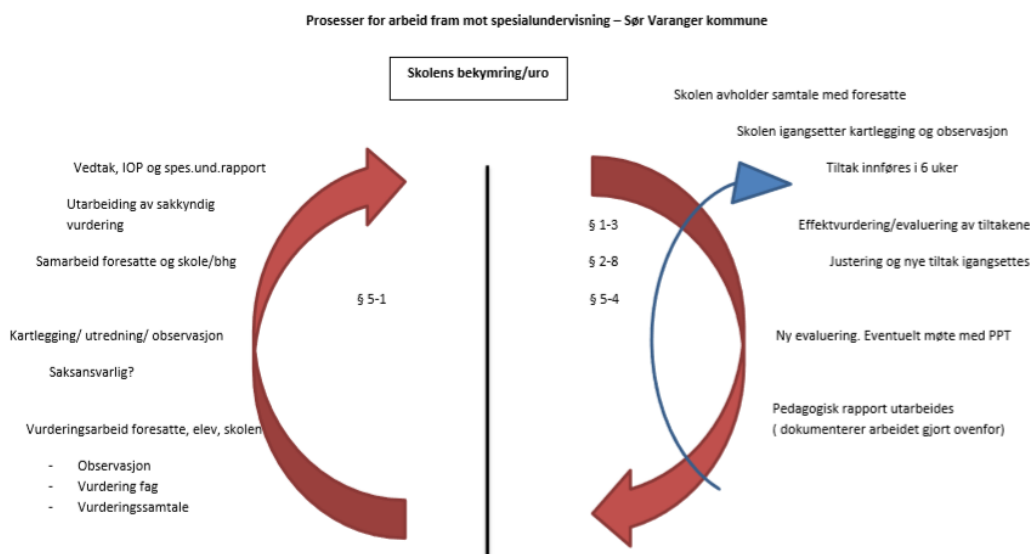 Prosesser for arbeid fram mot spesialundervisning – Sør Varanger kommune
Skolens bekymring/uro
Skolen avholder samtale med foresatte
Skolen igangsetter kartlegging og observasjon
Tiltak innføres i 6 uker
§ 1-3
Effektvurdering/evaluering av tiltakene
§ 2-8
Justering og nye tiltak igangsettes
§ 5-4
Ny evaluering. Eventuelt møte med PPT
Pedagogisk rapport utarbeides
( dokumenterer arbeidet gjort ovenfor)
Vedtak, IOP og spes.und.rapport
Utarbeiding av sakkyndig
vurdering
Samarbeid foresatte og skole/bhg
§ 5-1
Kartlegging/ utredning/ observasjon
Saksansvarlig?
Vurderingsarbeid foresatte, elev, skolen
- Observasjon
- Vurdering fag
- Vurderingssamtale